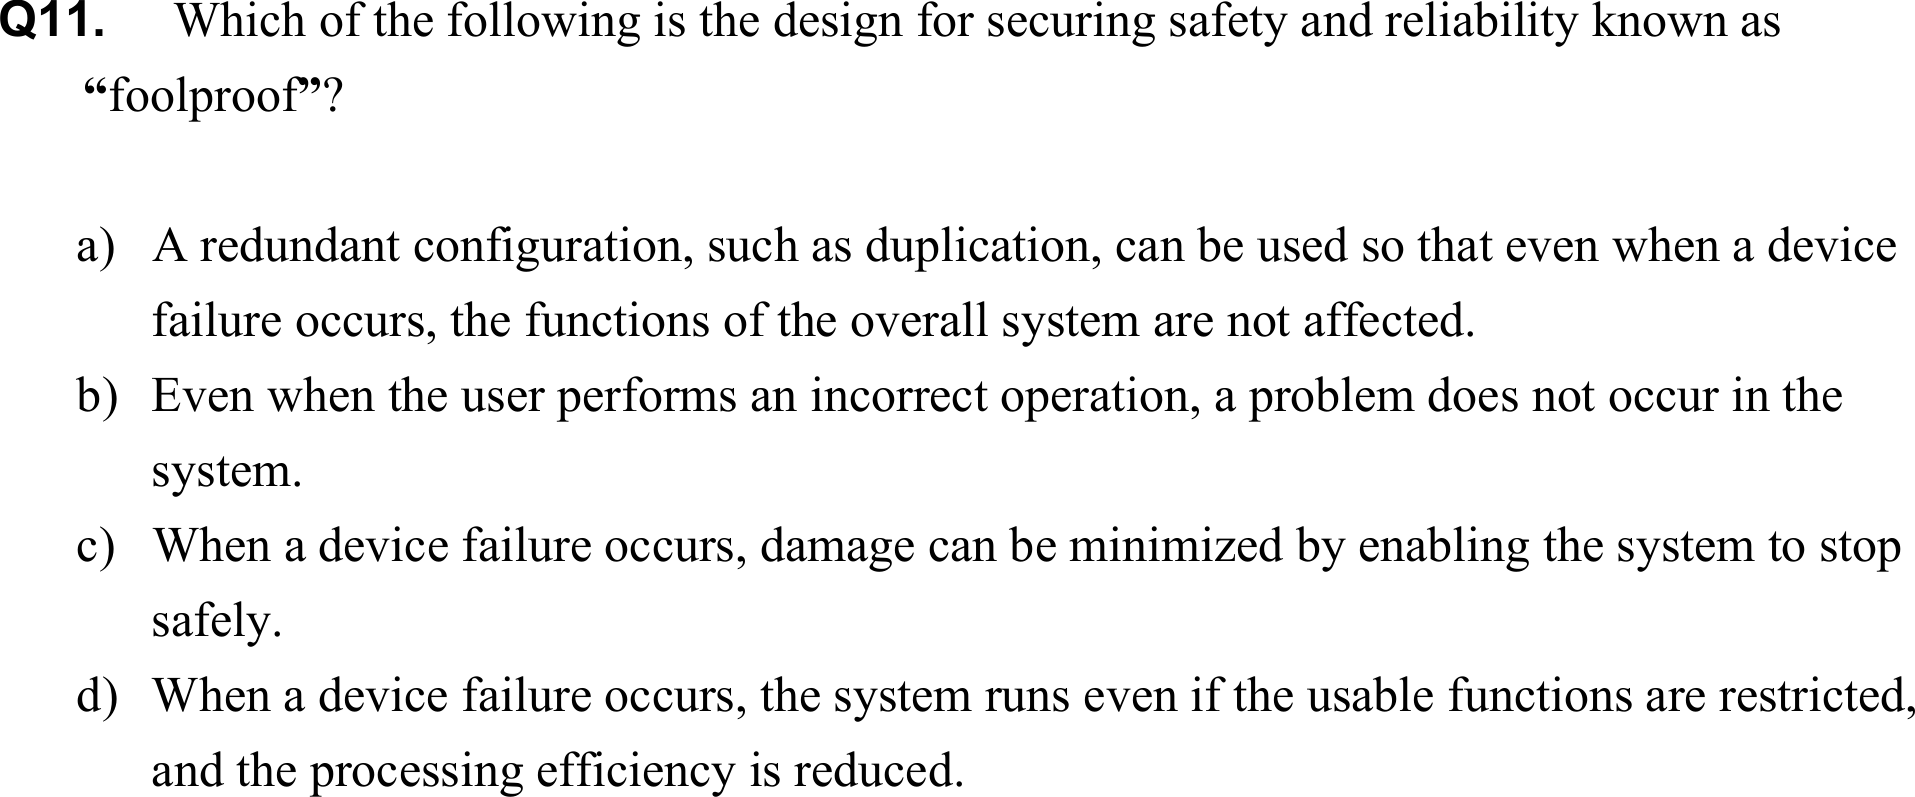 Q11. Which of the following is the design for securing safety and reliability known as
“foolproof”?
a) A redundant configuration, such as duplication, can be used so that even when a device
failure occurs, the functions of the overall system are not affected.
b) Even when the user performs an incorrect operation, a problem does not occur in the
system.
c) When a device failure occurs, damage can be minimized by enabling the system to stop
safely.
d) When a device failure occurs, the system runs even if the usable functions are restricted,
and the processing efficiency is reduced.